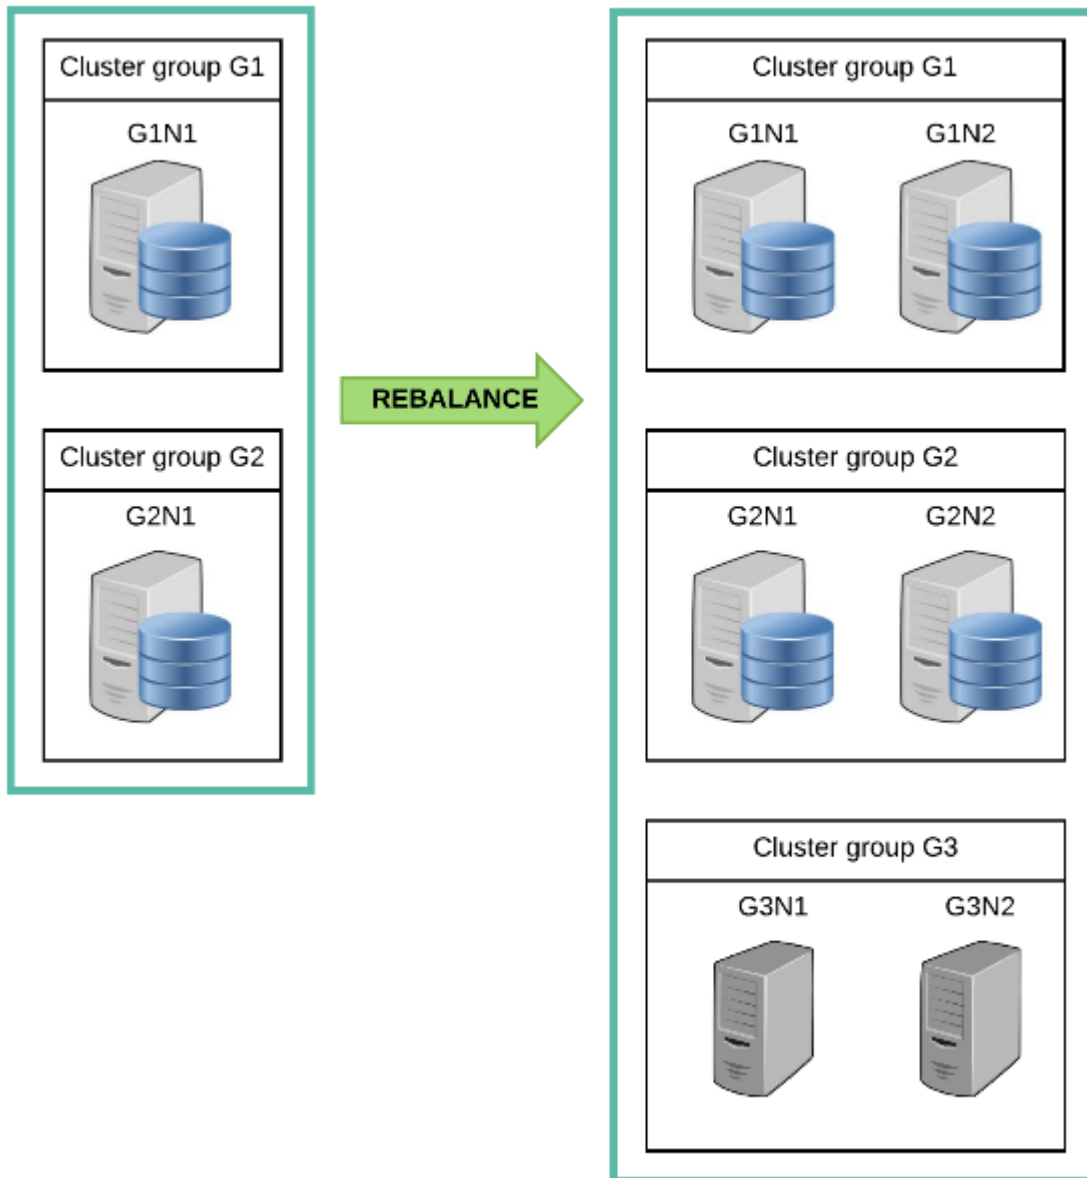 Cluster group G1
G1N1
Cluster group G2
G2N1
REBALANCE
Cluster group G1
G1N1 G1N2
Cluster group G2
G2N1 G2N2
Cluster group G3
G3N1 G3N2